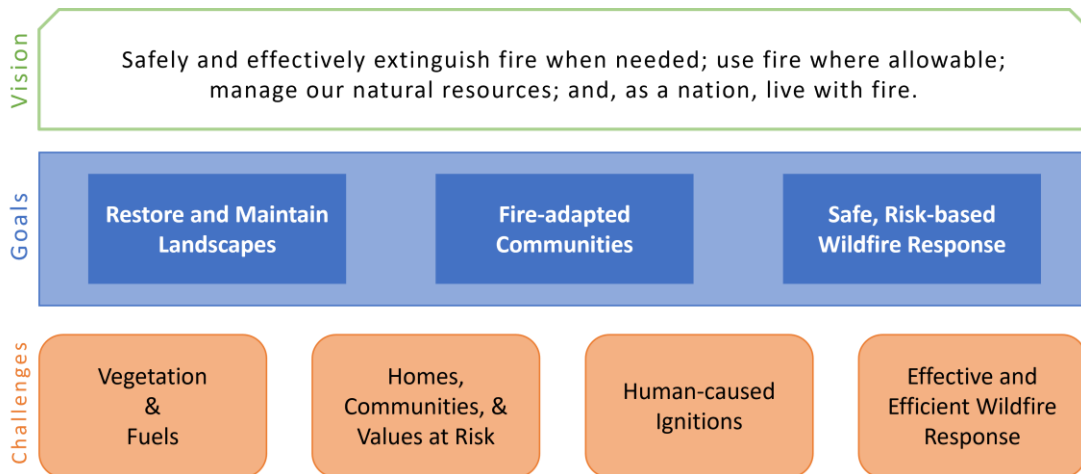 Vision
Safely and effectively extinguish fire when needed; use fire where allowable;
manage our natural resources; and, as a nation, live with fire.
Goals
Restore and Maintain
Landscapes
Fire-adapted
Communities
Safe, Risk-based
Wildfire Response
Challenges
Vegetation
&
Fuels
Homes,
Communities, &
Values at Risk
Human-caused
Ignitions
Effective and
Efficient Wildfire
Response